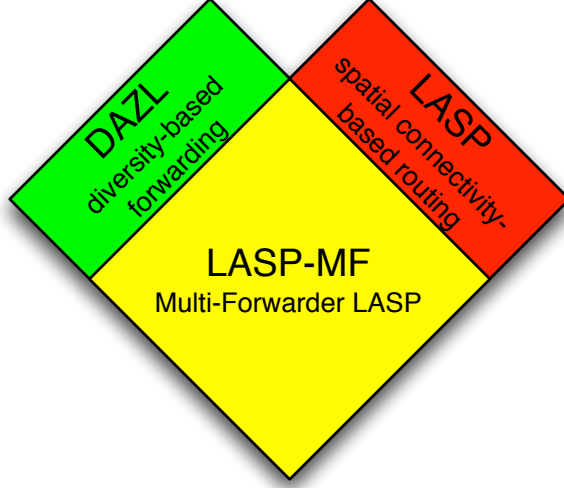 DAZL
diversity-based
forwarding
LASP
spatial connectivity-
based routing
LASP-MF
Multi-Forwarder LASP